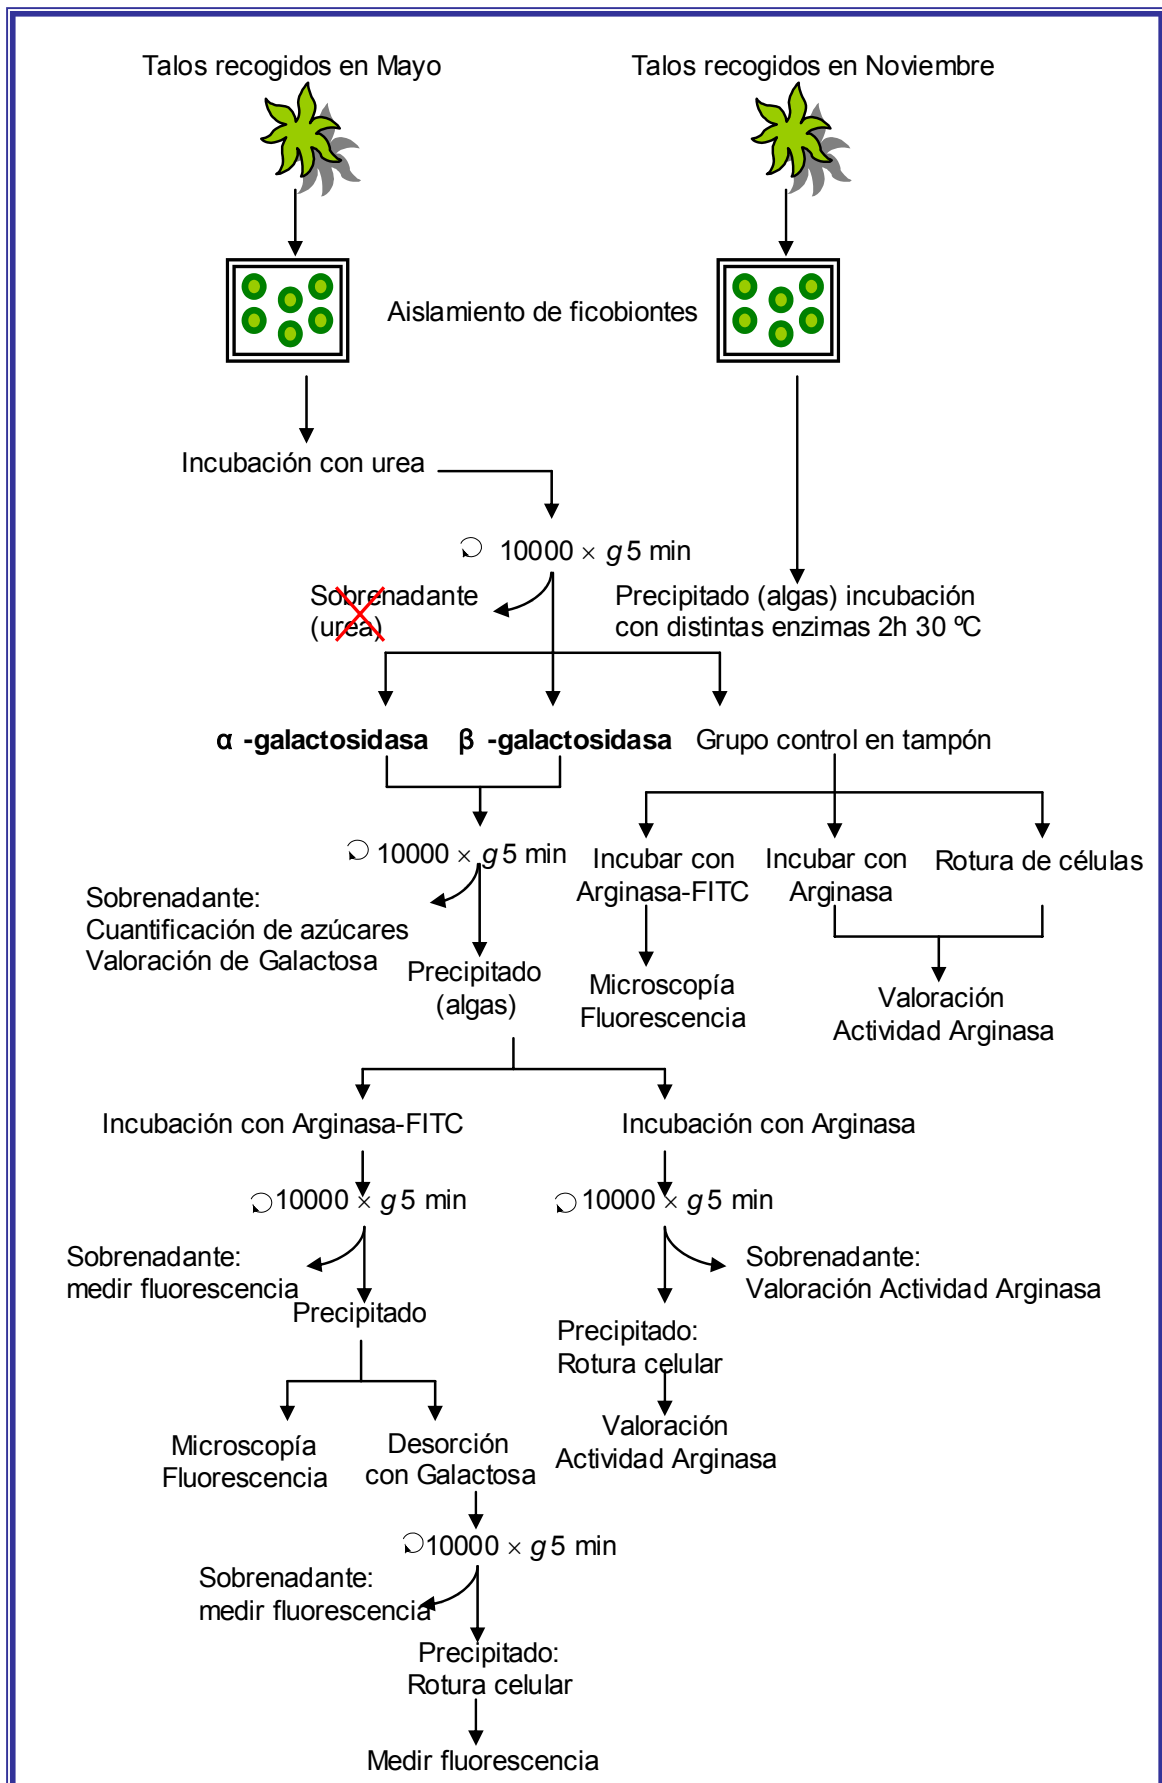 Talos recogidos en Mayo
Talos recogidos en Noviembre
Aislamiento de ficobiontes
Incubación con urea
10000 × g 5 min
Sobrenadante
(urea)
Precipitado (algas) incubación
con distintas enzimas 2h 30 ºC
α -galactosidasa
β -galactosidasa
Grupo control en tampón
10000 × g 5 min
Sobrenadante:
Cuantificación de azúcares
Valoración de Galactosa
Precipitado
(algas)
Incubar con
Arginasa-FITC
Incubar con
Arginasa
Rotura de células
Microscopía
Fluorescencia
Valoración
Actividad Arginasa
Incubación con Arginasa-FITC
Incubación con Arginasa
10000 × g 5 min
10000 × g 5 min
Sobrenadante:
medir fluorescencia
Precipitado
Sobrenadante:
Valoración Actividad Arginasa
Precipitado:
Rotura celular
Valoración
Actividad Arginasa
Microscopía
Fluorescencia
Desorción
con Galactosa
10000 × g 5 min
Sobrenadante:
medir fluorescencia
Precipitado:
Rotura celular
Medir fluorescencia